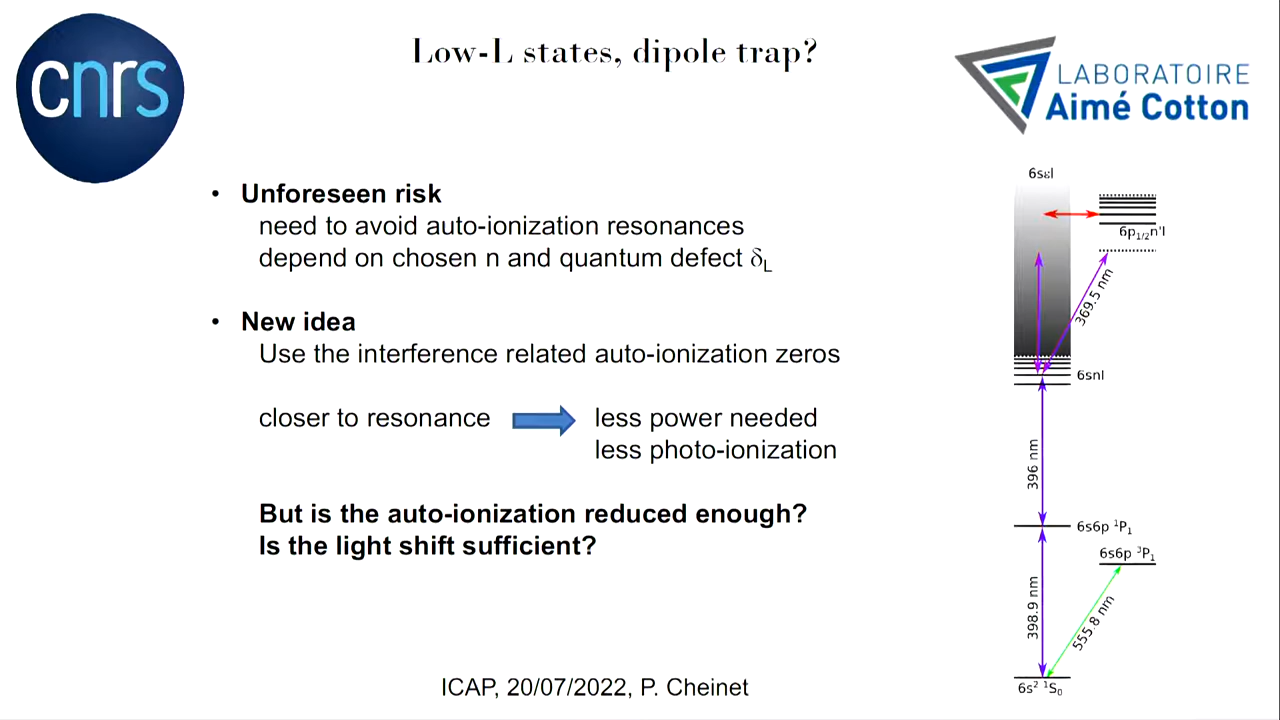 Low-L states, dipole trap?
cnrs
LABORATOIRE
Aimé Cotton
• Unforeseen risk
need to avoid auto-ionization resonances
depend on chosen n and quantum defect δL
• New idea
Use the interference related auto-ionization zeros
closer to resonance
less power needed
less photo-ionization
But is the auto-ionization reduced enough?
Is the light shift sufficient?
6sεl
6p1/2n'l
369.5 nm
6snl
396 nm
6s6p ¹P₁
6s6p ³P₁
398.9 nm
555.8 nm
6s² ¹S₀
ICAP, 20/07/2022, P. Cheinet